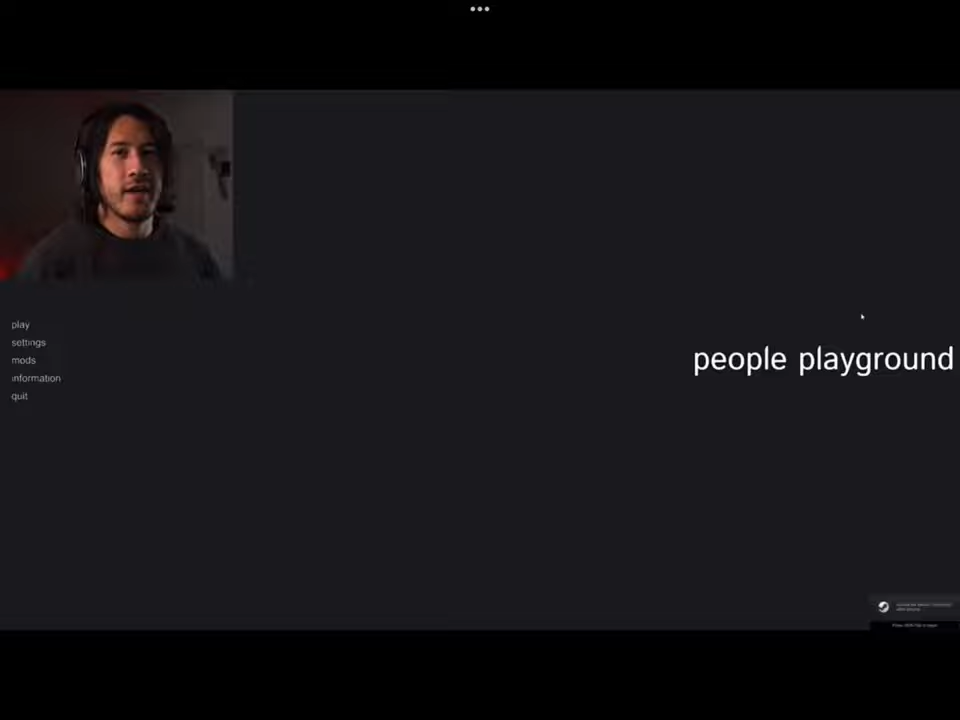 play
settings
mods
information
quit
people playground